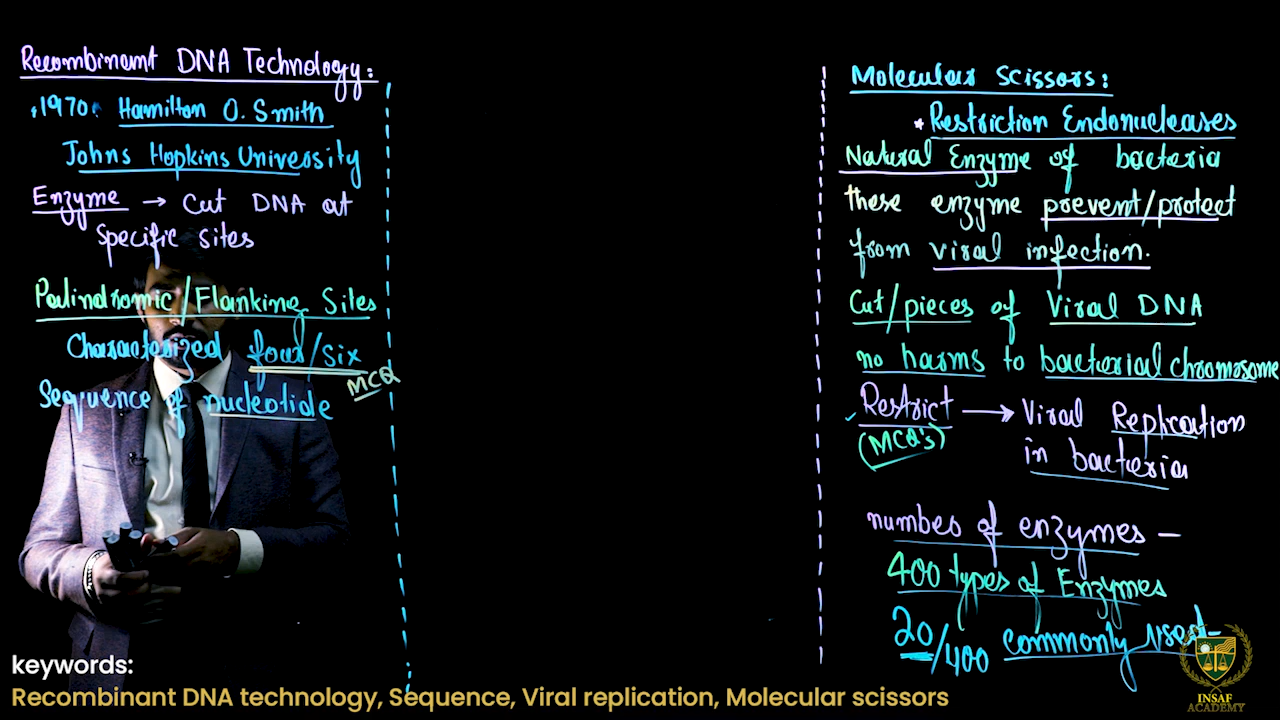 Recombinant DNA Technology:
1970: Hamilton O. Smith
Johns Hopkins University
Enzyme → Cut DNA at
specific sites
Palindromic/Flanking Sites
Characterized four/six
MCQ
Sequence of nucleotide
Molecular scissors:
* Restriction Endonucleases
Natural Enzyme of bacteria
these enzyme prevent/protect
from viral infection.
Cut/pieces of Viral DNA
no harms to bacterial chromosome
Restrict → Viral Replication
(MCQ's)
in bacteria
numbes of enzymes -
400 types of Enzymes
20/400 commonly used-
keywords:
Recombinant DNA technology, Sequence, Viral replication, Molecular scissors
INSAF
ACADEMY